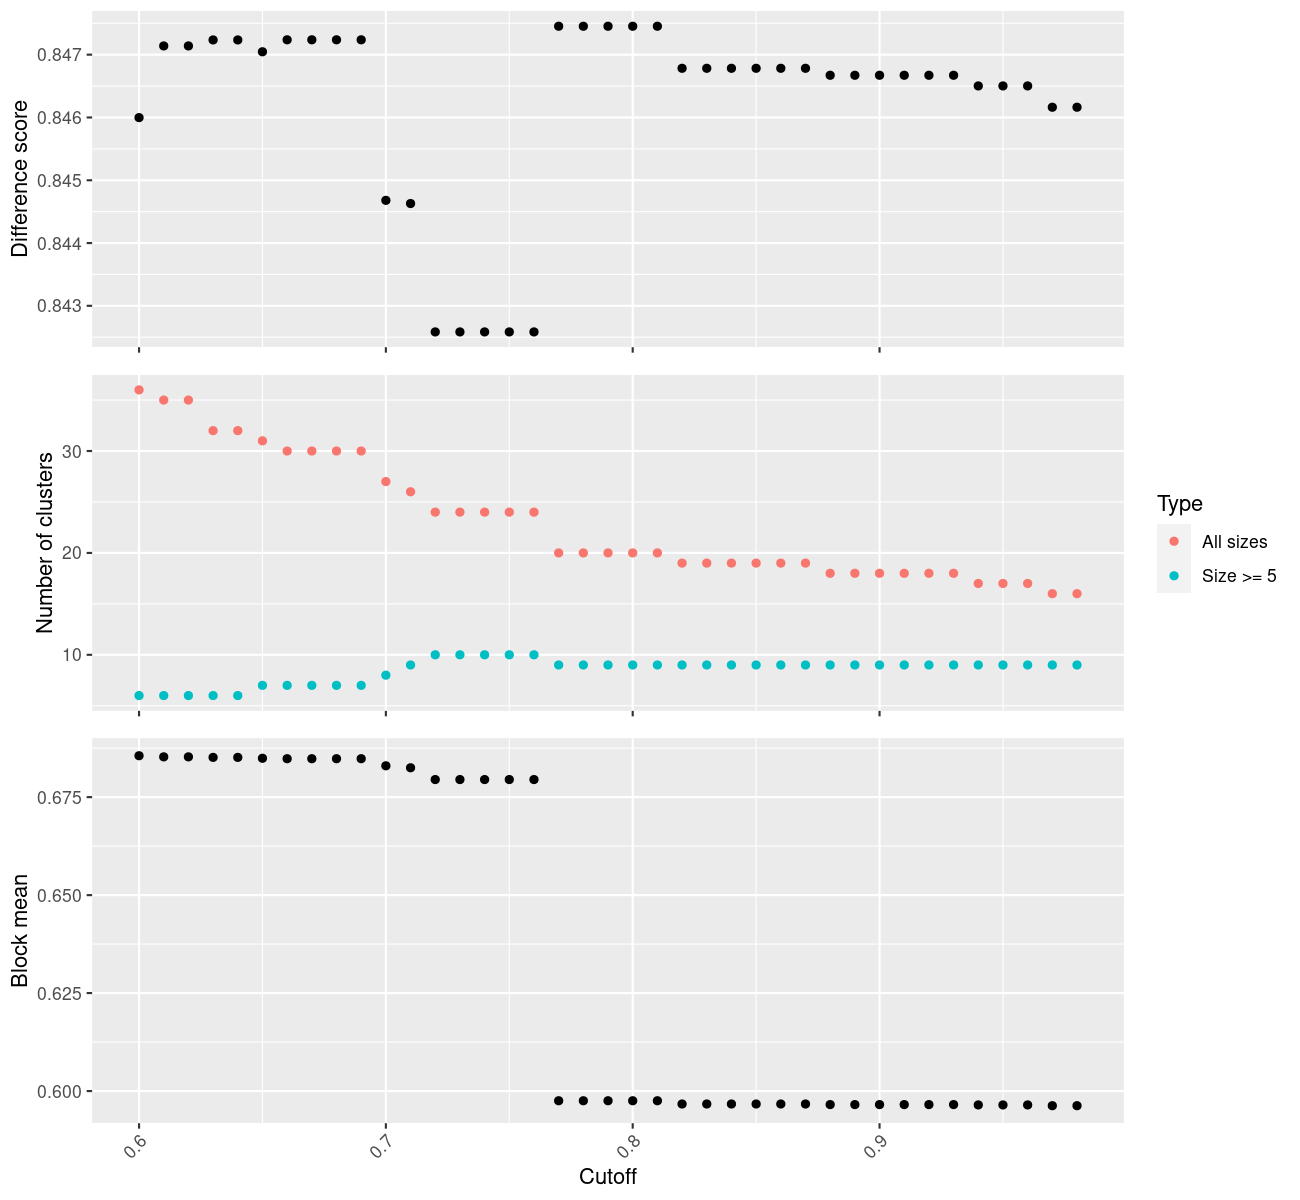 Difference score
0.847
0.846
0.845
0.844
0.843
Number of clusters
30
20
10
Type
All sizes
Size >= 5
Block mean
0.675
0.650
0.625
0.600
0.6
0.7
0.8
0.9
Cutoff